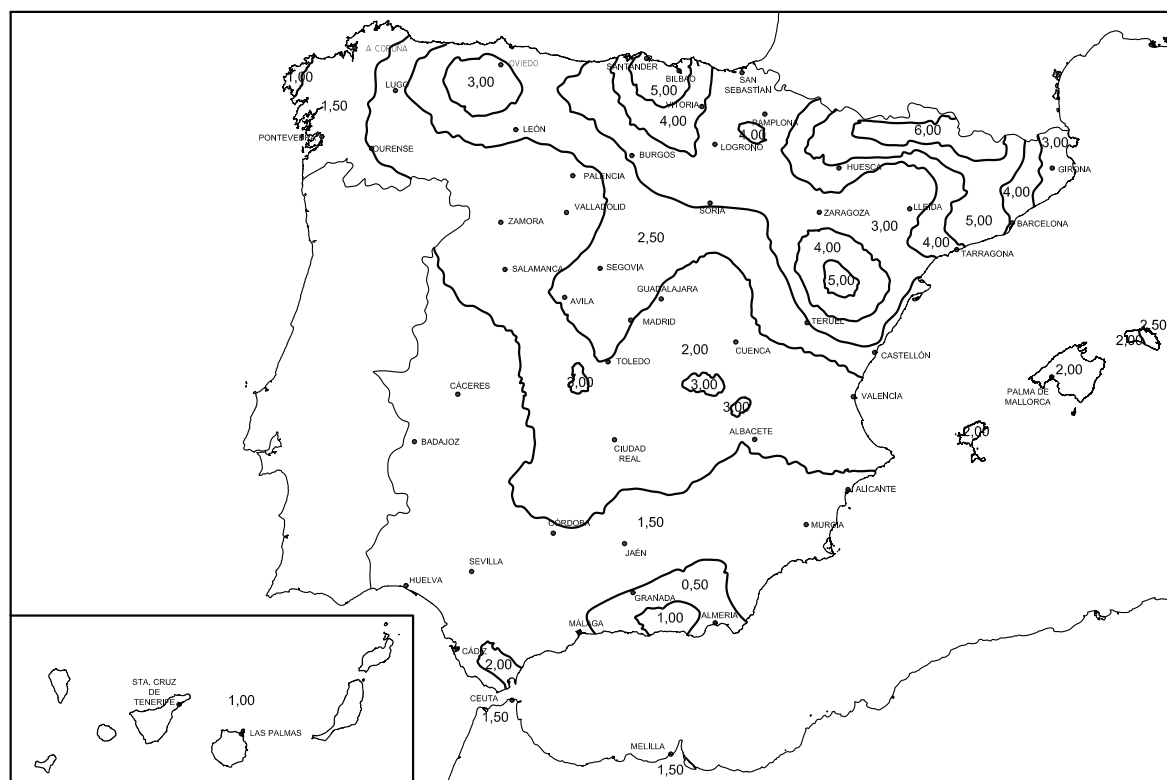 A CORUÑA
OVIEDO
SANTANDER
BILBAO
SAN
SEBASTIÁN
1,00
LUGO
3,00
5,00
VITORIA
1,50
4,00
PAMPLONA
6,00
PONTEVEDRA
LEÓN
4,00
LOGROÑO
3,00
OURENSE
BURGOS
HUESCA
GIRONA
PALENCIA
4,00
ZAMORA
VALLADOLID
SORIA
ZARAGOZA
LLEIDA
3,00
5,00
BARCELONA
2,50
4,00
4,00
TARRAGONA
SALAMANCA
SEGOVIA
5,00
AVILA
GUADALAJARA
MADRID
TERUEL
2,50
2,00
TOLEDO
2,00
CUENCA
CASTELLÓN
2,00
CÁCERES
3,00
3,00
PALMA DE
MALLORCA
3,00
VALENCIA
BADAJOZ
CIUDAD
REAL
ALBACETE
2,00
ALICANTE
CÓRDOBA
1,50
MURCIA
JAÉN
SEVILLA
HUELVA
0,50
GRANADA
MÁLAGA
1,00
ALMERIA
CÁDIZ
2,00
STA. CRUZ
DE
TENERIFE
1,00
CEUTA
1,50
LAS PALMAS
MELILLA
1,50